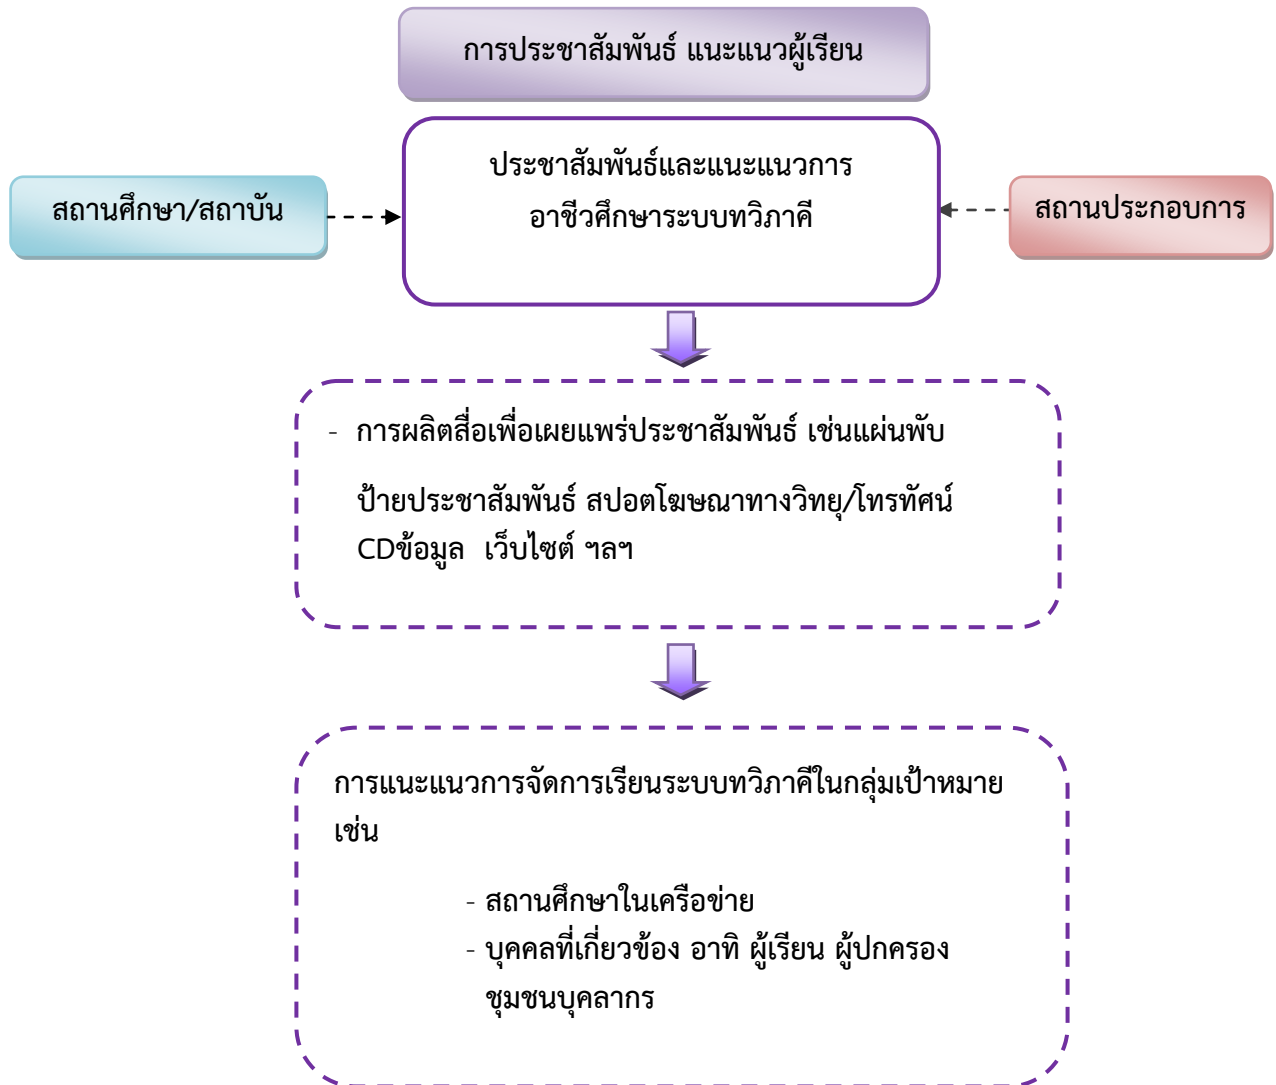 การประชาสัมพันธ์ แนะแนวผู้เรียน
ประชาสัมพันธ์และแนะแนวการ
อาชีวศึกษาระบบทวิภาคี
สถานศึกษา/สถาบัน
สถานประกอบการ
- การผลิตสื่อเพื่อเผยแพร่ประชาสัมพันธ์ เช่นแผ่นพับ
ป้ายประชาสัมพันธ์ สปอตโฆษณาทางวิทยุ/โทรทัศน์
CDข้อมูล เว็บไซต์ ฯลฯ
การแนะแนวการจัดการเรียนระบบทวิภาคีในกลุ่มเป้าหมาย
เช่น
- สถานศึกษาในเครือข่าย
- บุคคลที่เกี่ยวข้อง อาทิ ผู้เรียน ผู้ปกครอง
ชุมชนบุคลากร